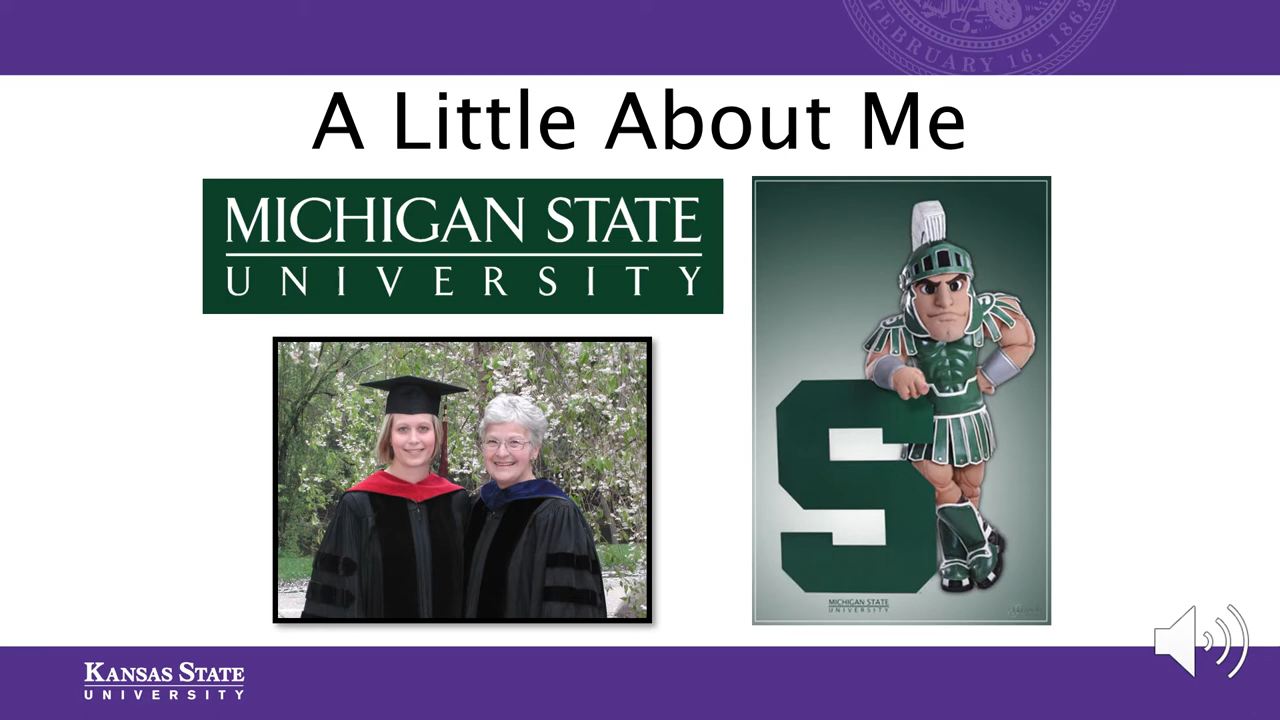 FEBRUARY 16, 1863
A Little About Me
MICHIGAN STATE
UNIVERSITY
S
MICHIGAN STATE
UNIVERSITY
KANSAS STATE
UNIVERSITY